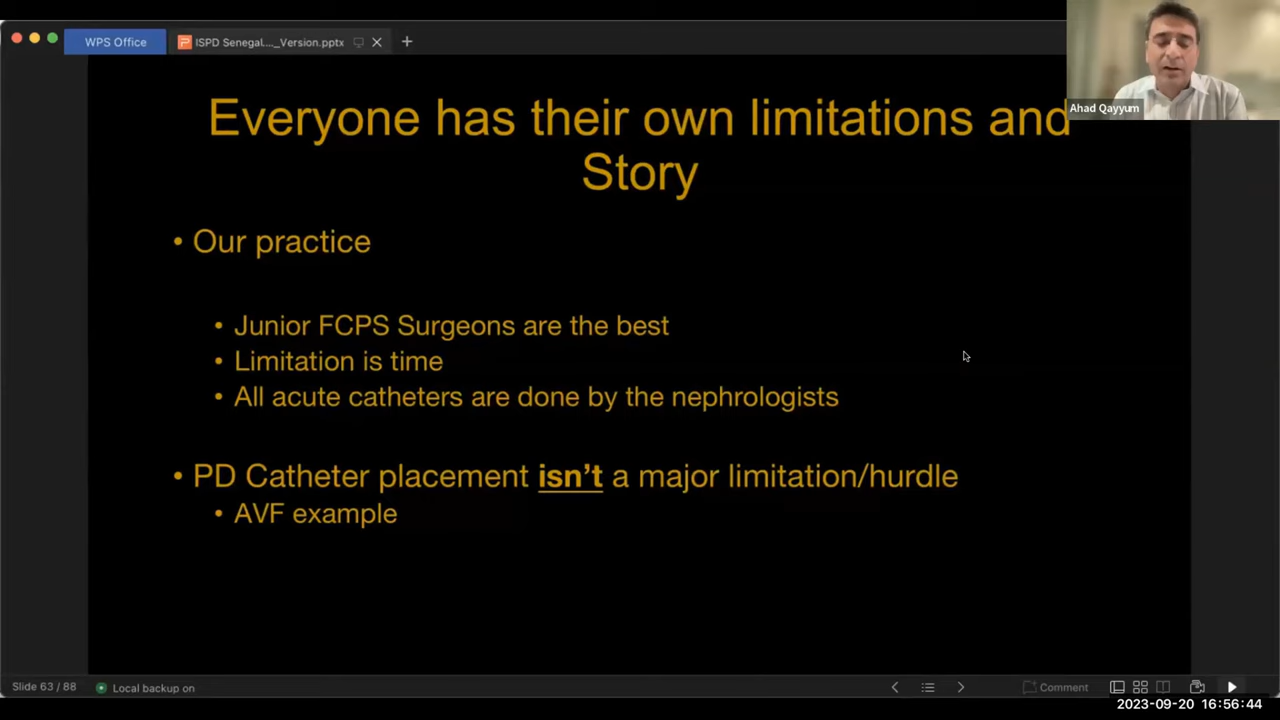 WPS Office
ISPD Senegal...._Version.pptx
Ahad Qayyum
Everyone has their own limitations and
Story
• Our practice
• Junior FCPS Surgeons are the best
• Limitation is time
• All acute catheters are done by the nephrologists
• PD Catheter placement isn't a major limitation/hurdle
• AVF example
Slide 63 / 88
Local backup on
Comment
2023-09-20 16:56:44